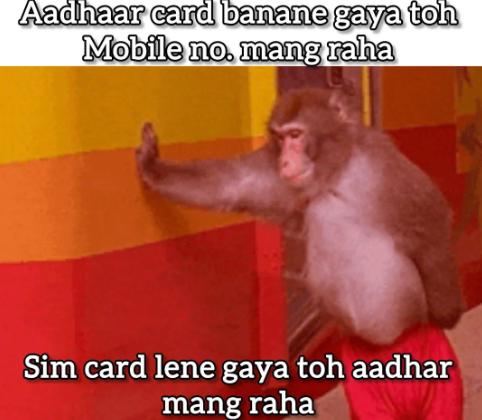 Aadhaar card banane gaya toh
Mobile no. mang raha
Sim card lene gaya toh aadhar
mang raha